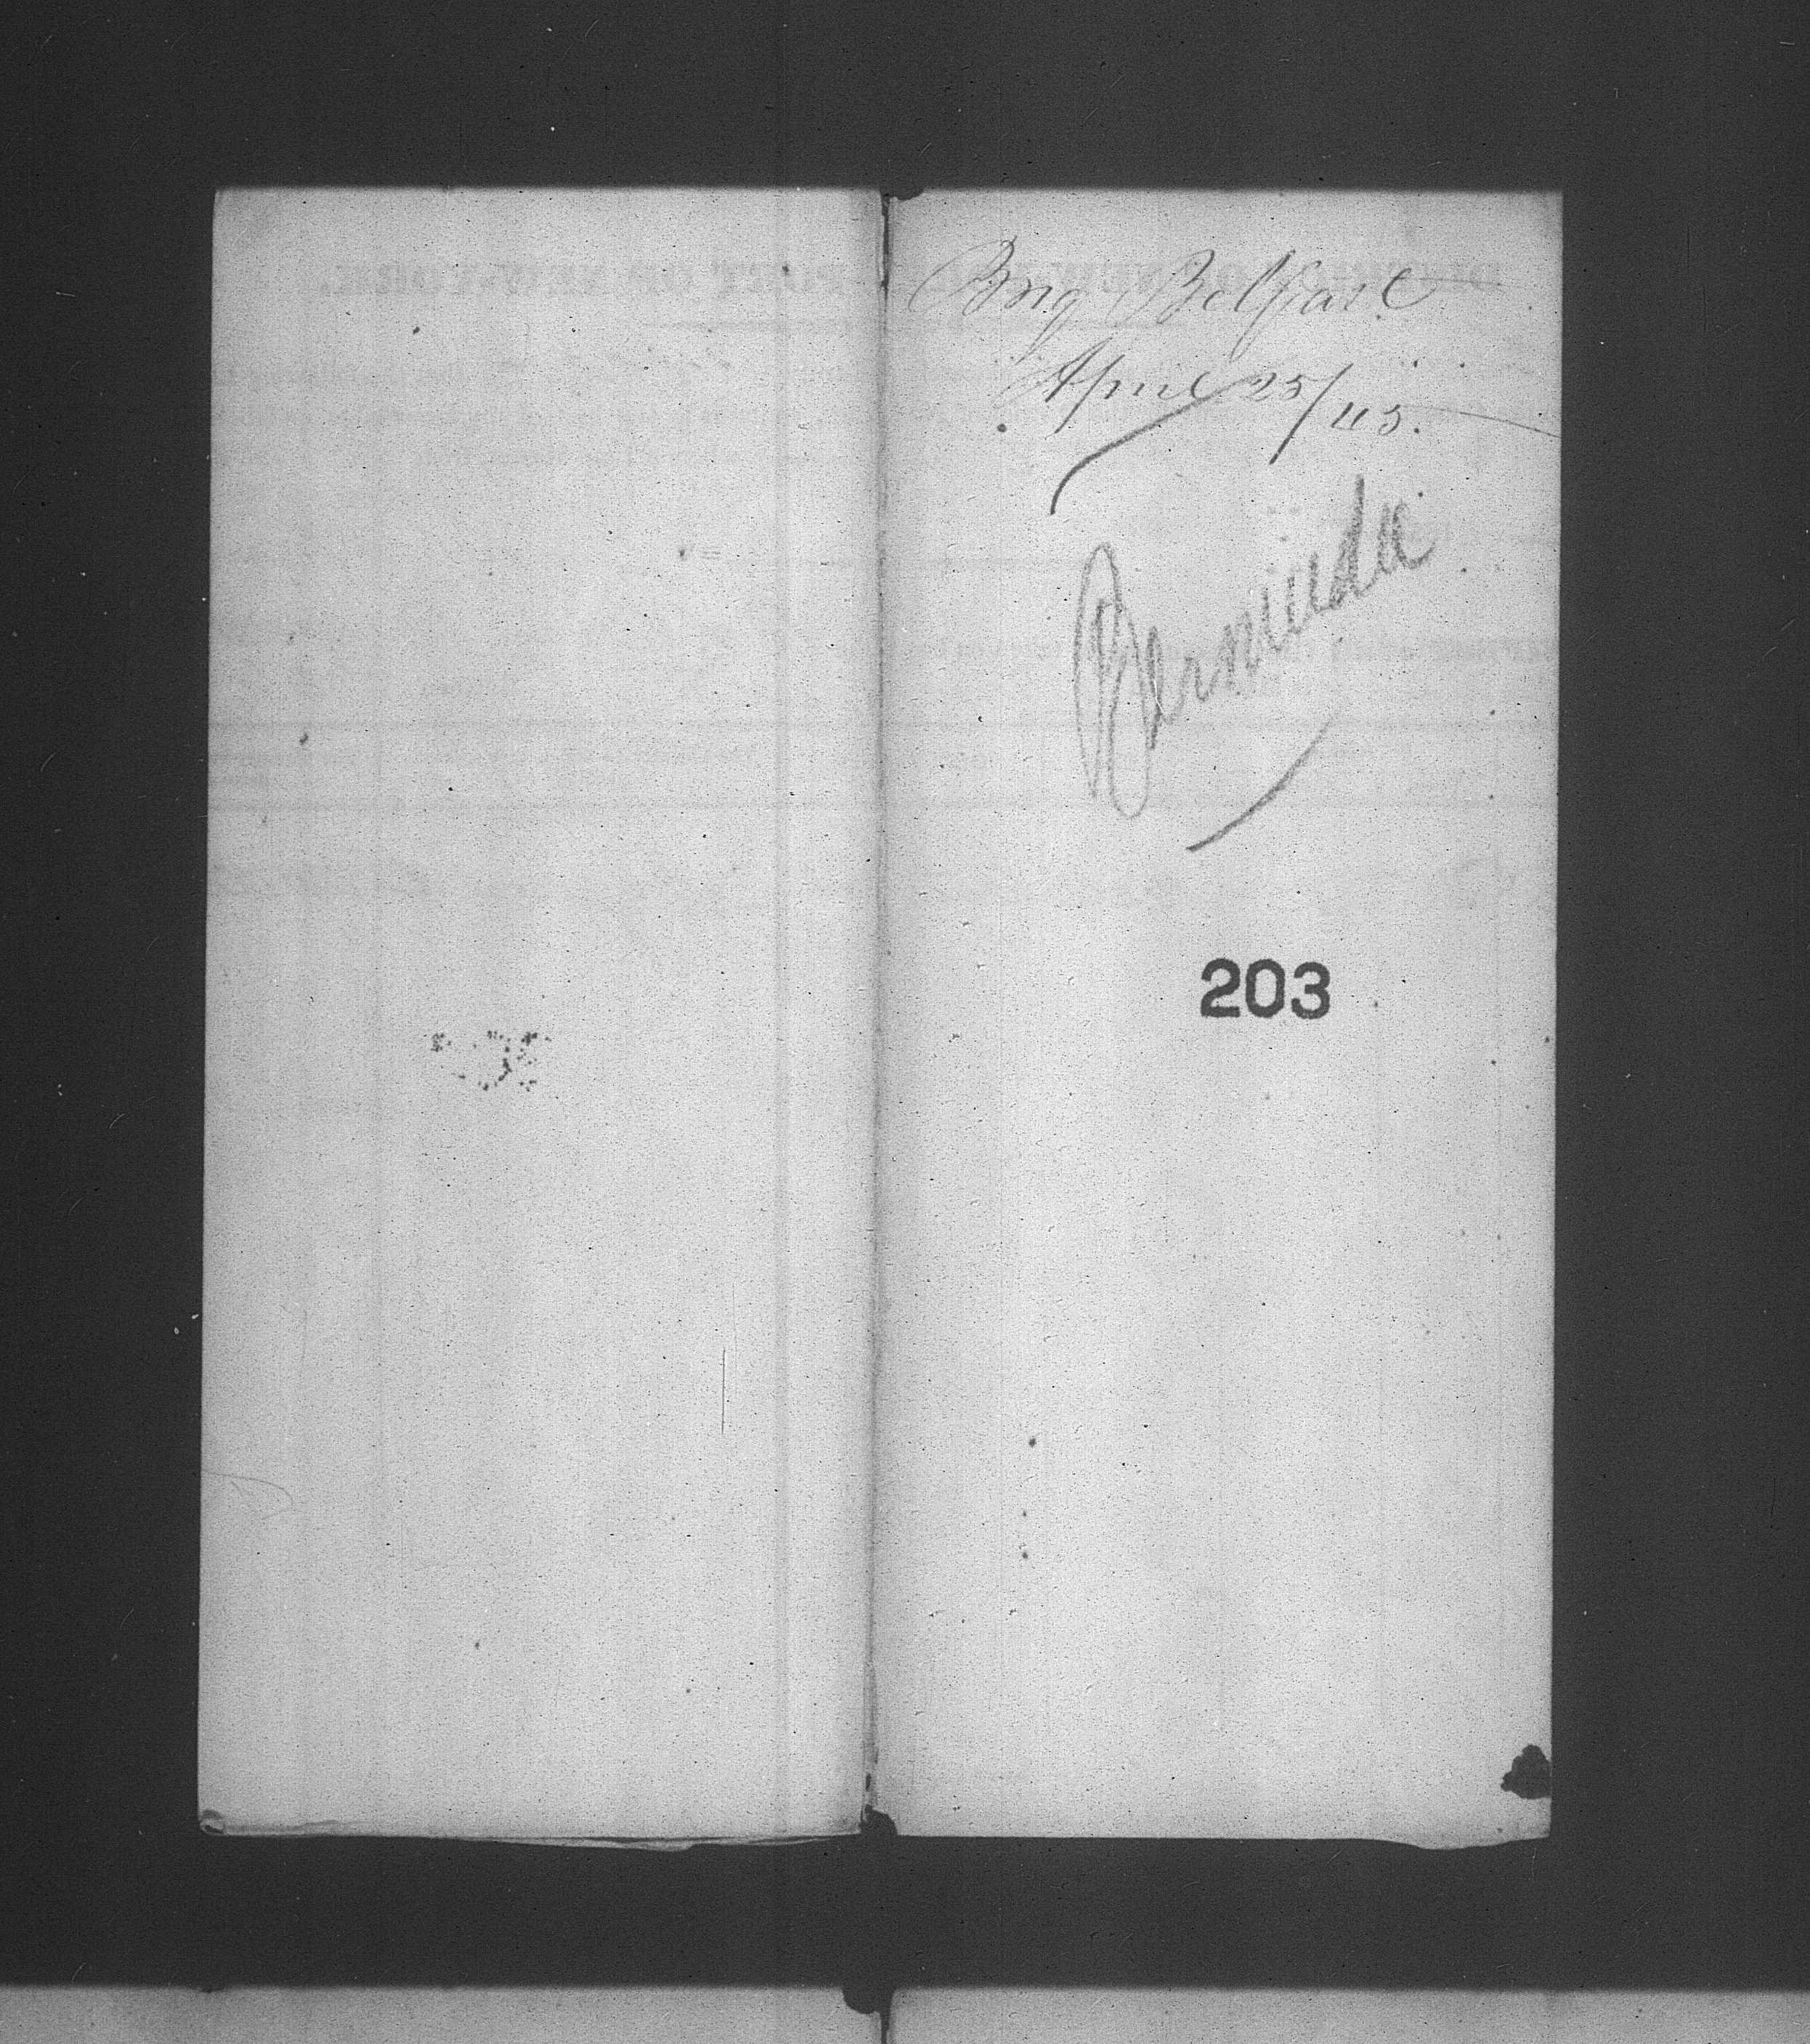 Brig Belfast
April 25/45.
Bermuda
203